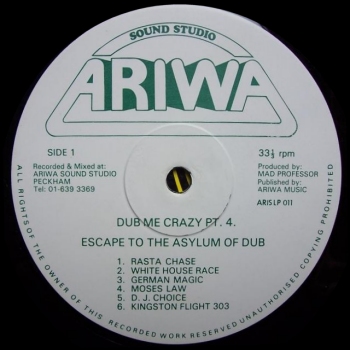 SOUND STUDIO
ARIWA
SIDE 1
Recorded & Mixed at:
ARIWA SOUND STUDIO
PECKHAM
Tel: 01-639 3369
33⅓ rpm
Produced by:
MAD PROFESSOR
Published by:
ARIWA MUSIC
ARIS LP 011
DUB ME CRAZY PT. 4.
ESCAPE TO THE ASYLUM OF DUB
1. RASTA CHASE
2. WHITE HOUSE RACE
3. GERMAN MAGIC
4. MOSES LAW
5. D. J. CHOICE
6. KINGSTON FLIGHT 303
ALL RIGHTS OF THE OWNER OF THIS RECORDED WORK RESERVED UNAUTHORISED COPYING PROHIBITED